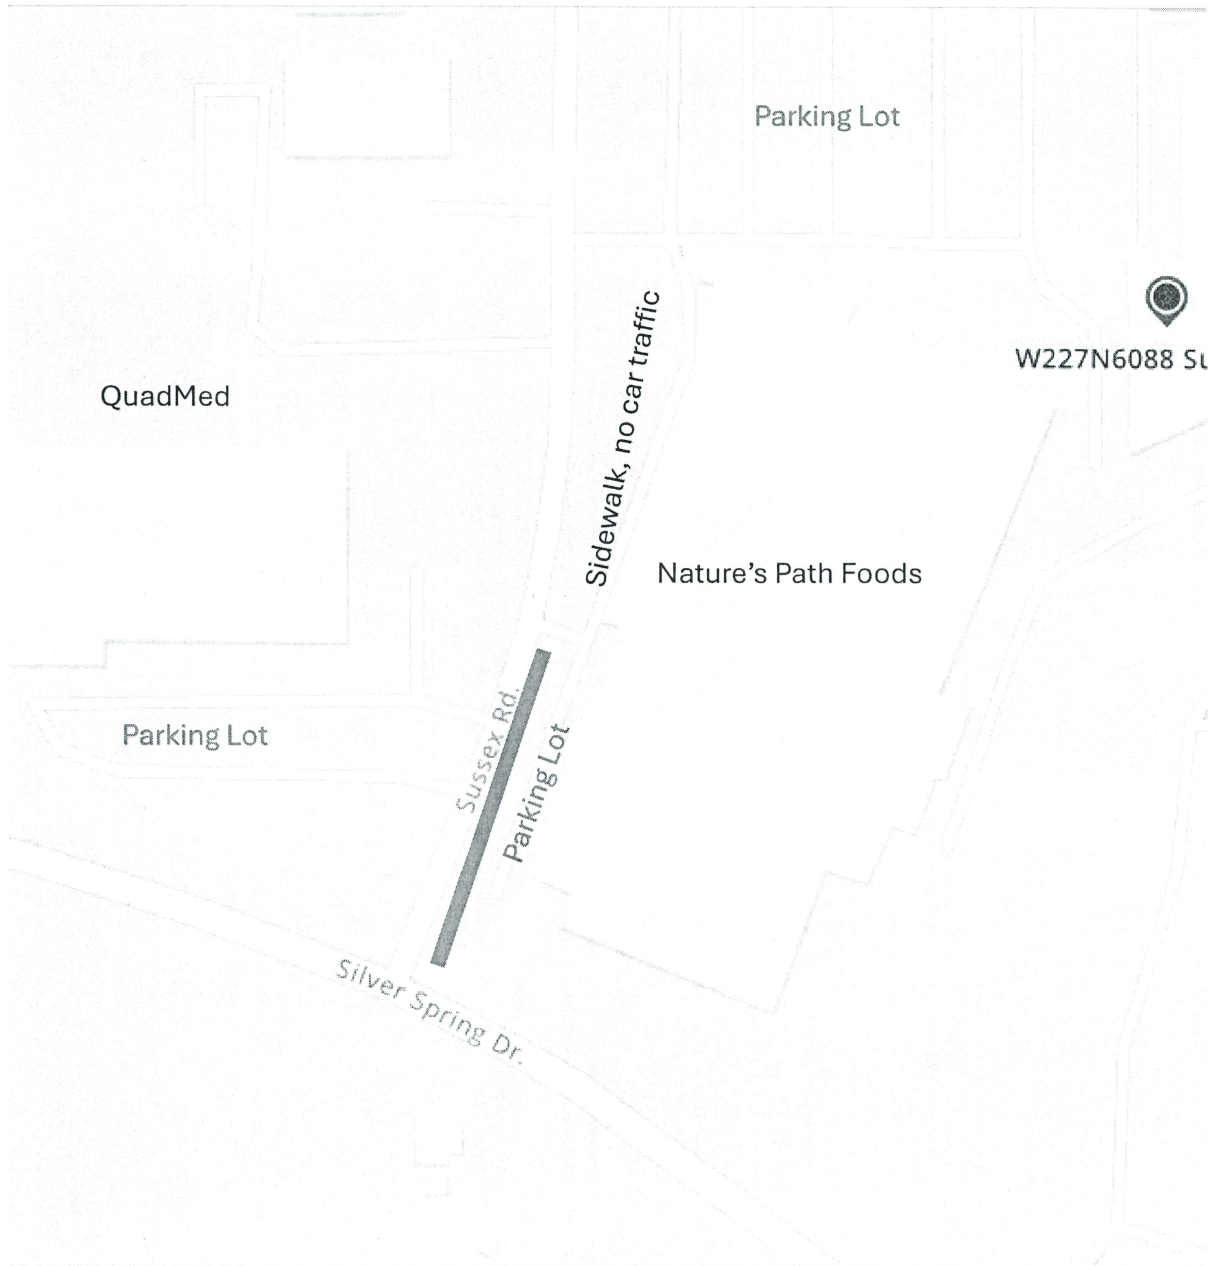 Parking Lot
Sidewalk, no car traffic
W227N6088 Su
QuadMed
Nature's Path Foods
Sussex Rd.
Parking Lot
Parking Lot
Silver Spring Dr.